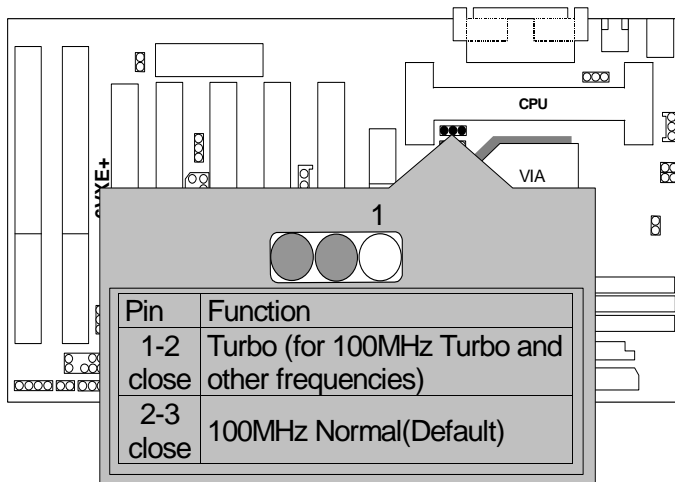 CPU
VIA
1
Pin Function
1-2 close Turbo (for 100MHz Turbo and other frequencies)
2-3 close 100MHz Normal(Default)